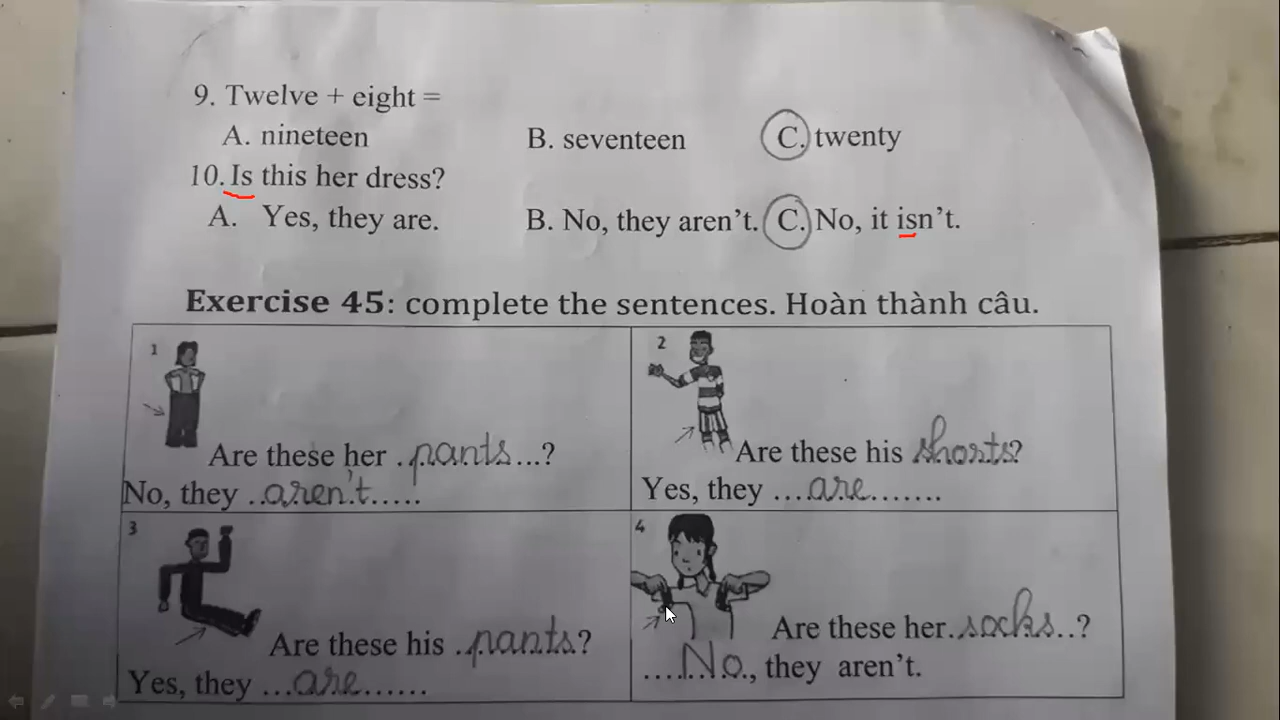 9. Twelve + eight =
A. nineteen B. seventeen C. twenty
10. Is this her dress?
A. Yes, they are. B. No, they aren't. C. No, it isn't.
Exercise 45: complete the sentences. Hoàn thành câu.
1
Are these her ..pants...?
No, they ..aren't.....
2
Are these his shorts?
Yes, they ...are.......
3
Are these his ..pants?
Yes, they ...are......
4
Are these her.socks..?
....No., they aren't.